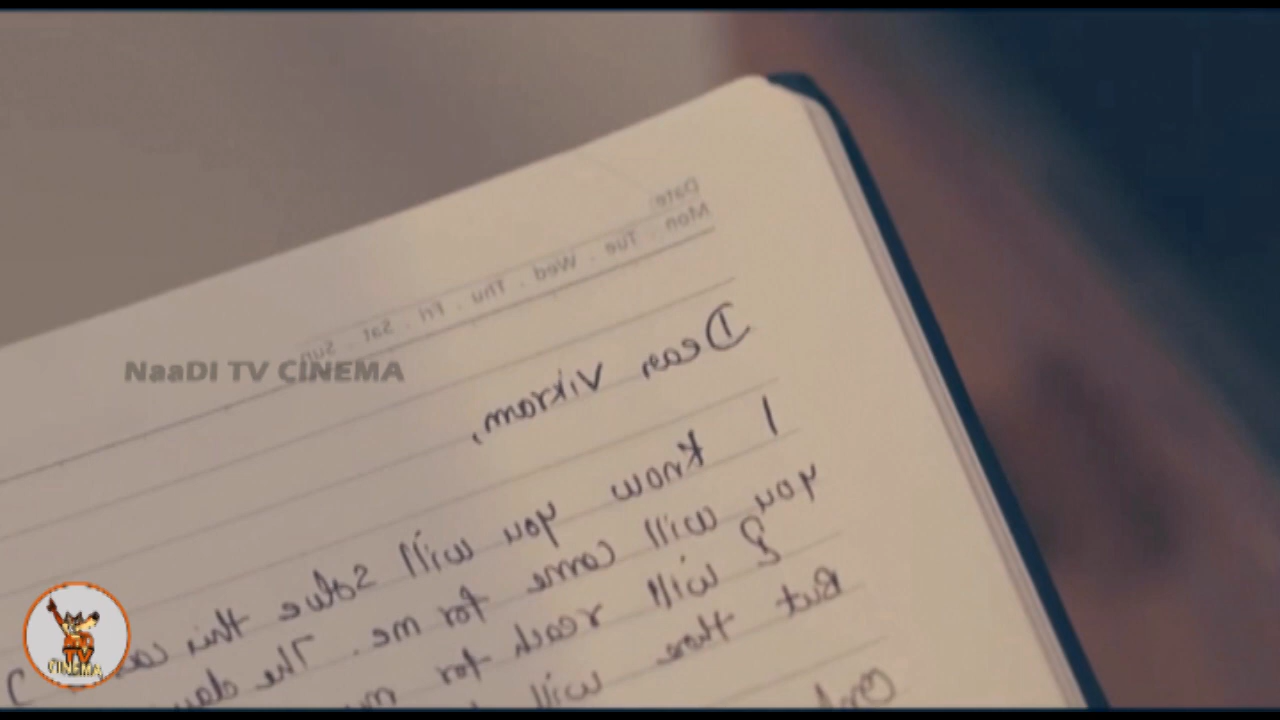 Date:
Mon . Tue . Wed . Thu . Fri . Sat . Sun
Dear Vikram,
I know you will solve this
you will come for me. The
& will reach for
But there will
Only
NaaDI TV CINEMA
TV
CINEMA